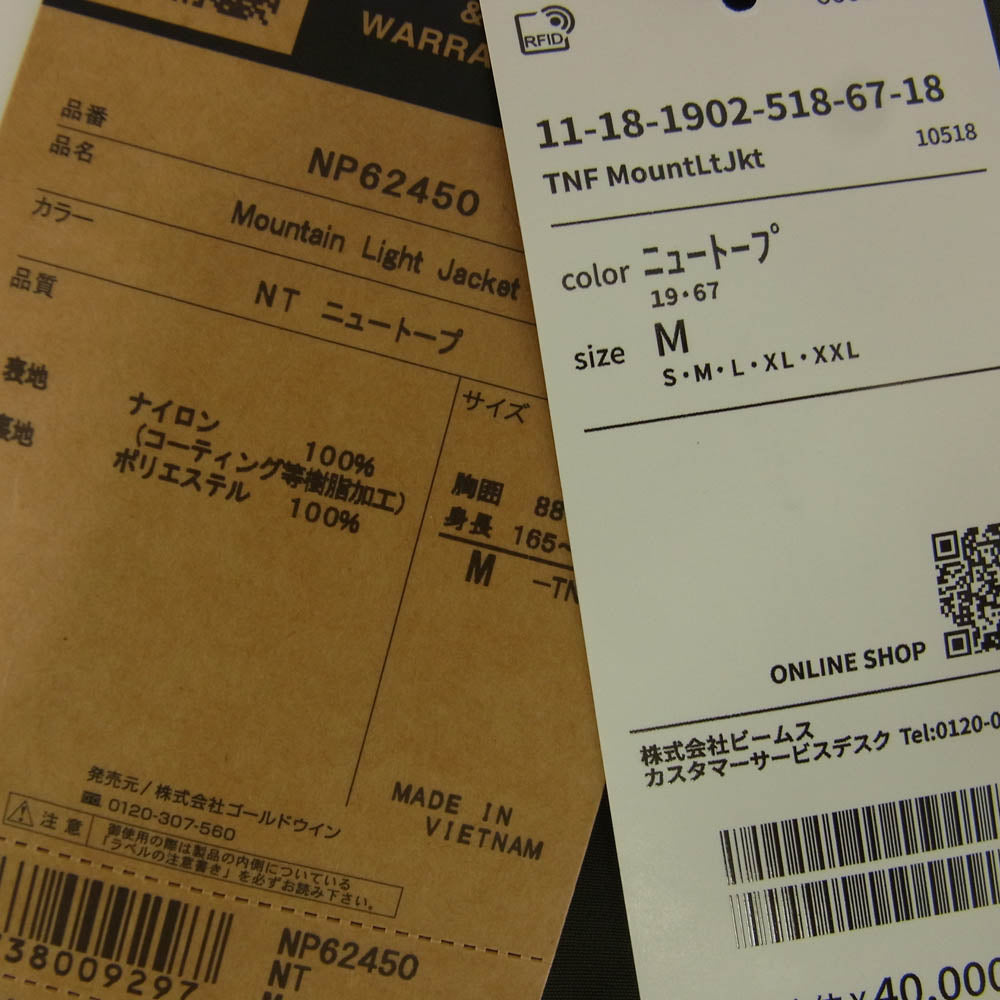 &
WARRA
品番
NP62450
品名
Mountain Light Jacket
カラー
NT ニュートープ
品質
表地
ナイロン 100%
(コーティング等樹脂加工)
裏地
ポリエステル 100%
サイズ
胸囲 88
身長 165~
M -TN
MADE IN
VIETNAM
発売元/株式会社ゴールドウイン
0120-307-560
注意
御使用の際は製品の内側についている
「ラベルの注意書き」を必ずお読み下さい。
3800929
NP62450
NT
RFID
11-18-1902-518-67-18
10518
TNF MountLtJkt
color ニュートープ
19・67
size M
S・M・L・XL・XXL
ONLINE SHOP
株式会社ビームス
カスタマーサービスデスク Tel:0120-0
¥40,000